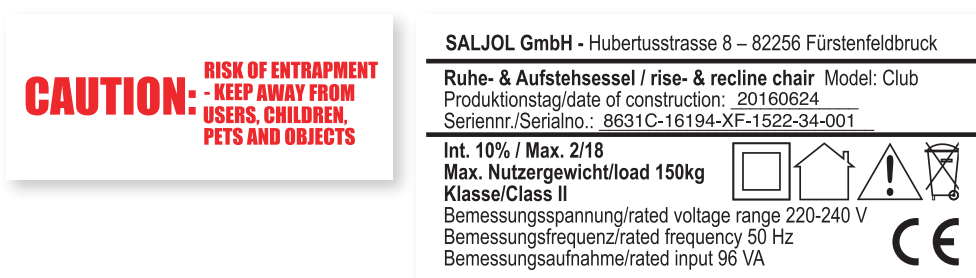 CAUTION:
RISK OF ENTRAPMENT
- KEEP AWAY FROM
USERS, CHILDREN,
PETS AND OBJECTS
SALJOL GmbH - Hubertusstrasse 8 – 82256 Fürstenfeldbruck
Ruhe- & Aufstehsessel / rise- & recline chair Model: Club
Produktionstag/date of construction: 20160624
Seriennr./Serialno.: 8631C-16194-XF-1522-34-001
Int. 10% / Max. 2/18
Max. Nutzergewicht/load 150kg
Klasse/Class II
Bemessungsspannung/rated voltage range 220-240 V
Bemessungsfrequenz/rated frequency 50 Hz
Bemessungsaufnahme/rated input 96 VA
CE